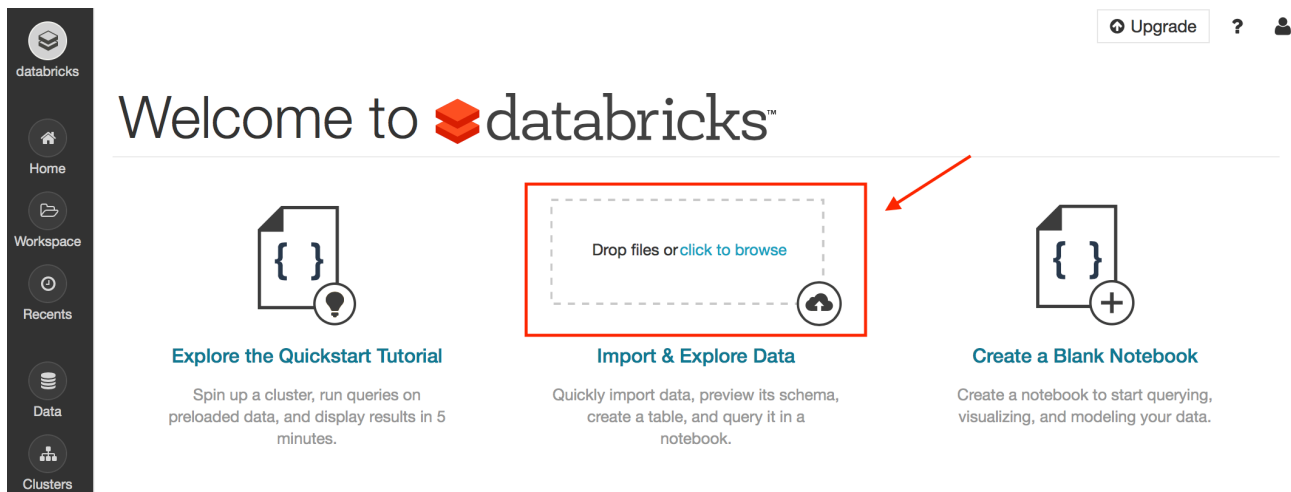 databricks
Home
Workspace
Recents
Data
Clusters
Upgrade ?
Welcome to databricks™
{ }
Drop files or click to browse
{ }
Explore the Quickstart Tutorial
Spin up a cluster, run queries on
preloaded data, and display results in 5
minutes.
Import & Explore Data
Quickly import data, preview its schema,
create a table, and query it in a
notebook.
Create a Blank Notebook
Create a notebook to start querying,
visualizing, and modeling your data.